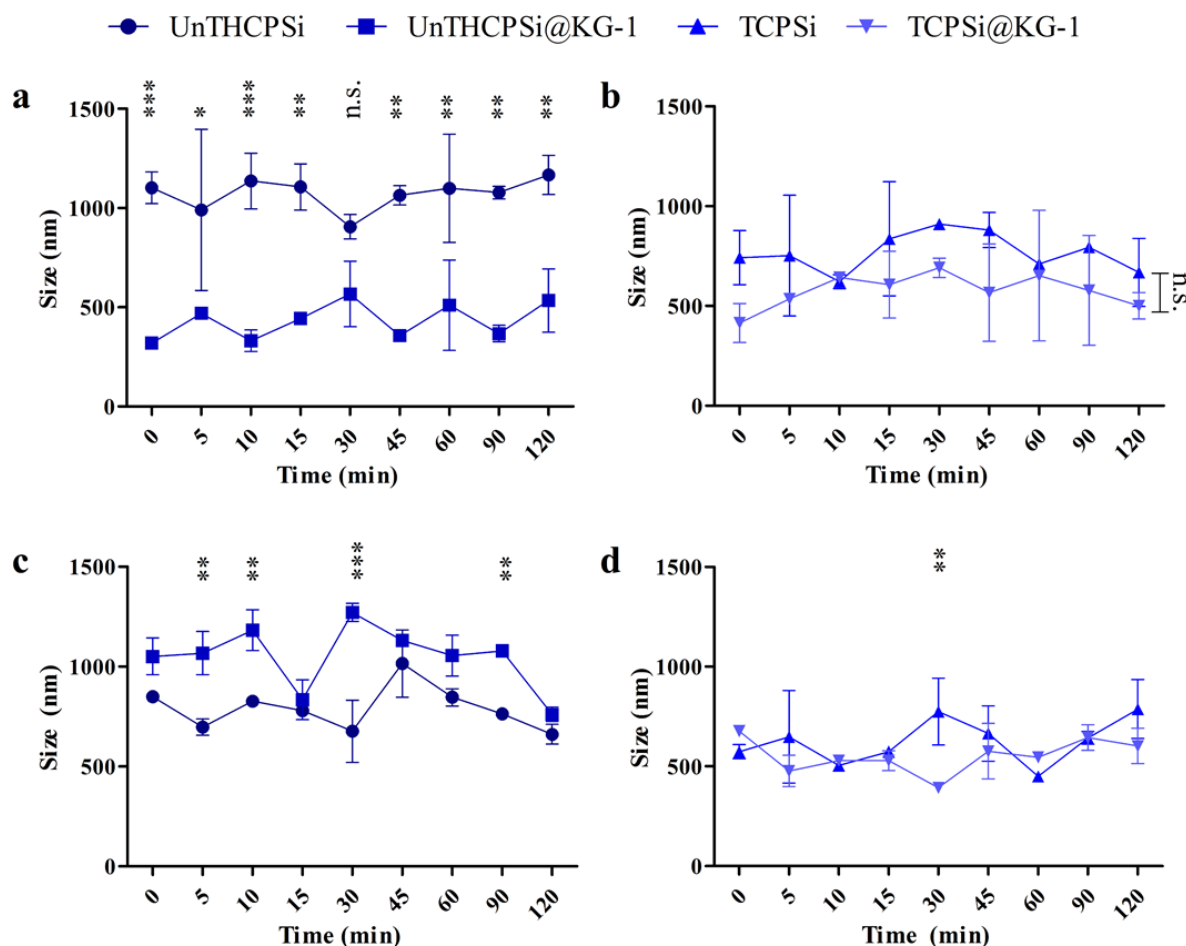 UnTHCPSi UnTHCPSi@KG-1 TCPSi TCPSi@KG-1
a
*** * *** ** n.s. ** ** ** **
1500
1000
500
0
Size (nm)
0 5 10 15 30 45 60 90 120
Time (min)
b
1500
1000
500
0
Size (nm)
n.s.
0 5 10 15 30 45 60 90 120
Time (min)
c
** ** *** **
1500
1000
500
0
Size (nm)
0 5 10 15 30 45 60 90 120
Time (min)
d
**
1500
1000
500
0
Size (nm)
0 5 10 15 30 45 60 90 120
Time (min)